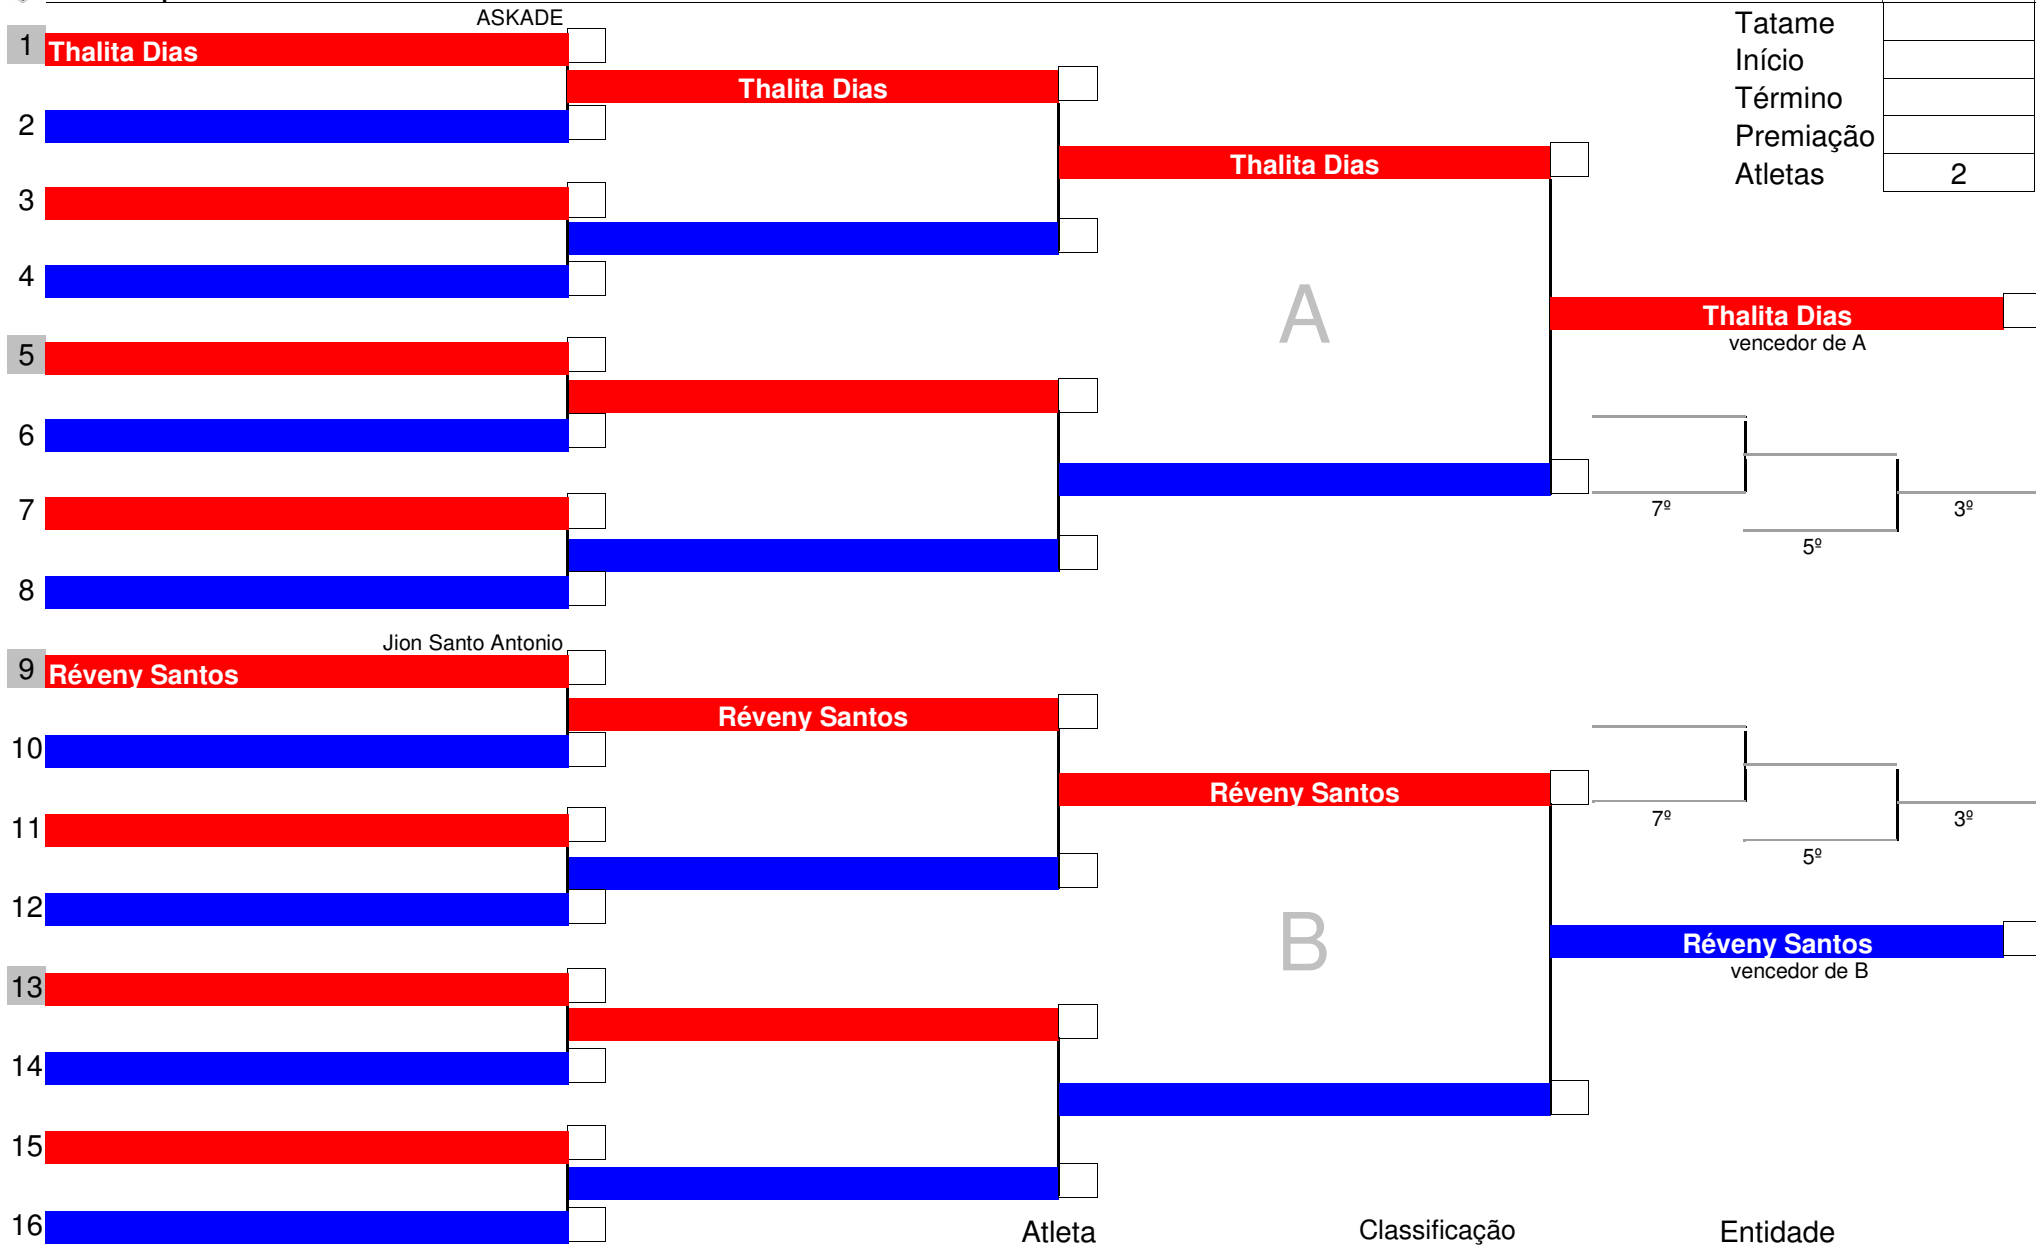 ASKADE
1 Thalita Dias
Thalita Dias
2
Thalita Dias
3
4
A
Thalita Dias
vencedor de A
5
6
7
8
7º
5º
3º
Tatame
Início
Término
Premiação
Atletas 2
Jion Santo Antonio
9 Réveny Santos
Réveny Santos
10
Réveny Santos
11
12
B
7º
5º
3º
Réveny Santos
vencedor de B
13
14
15
16
Atleta Classificação Entidade